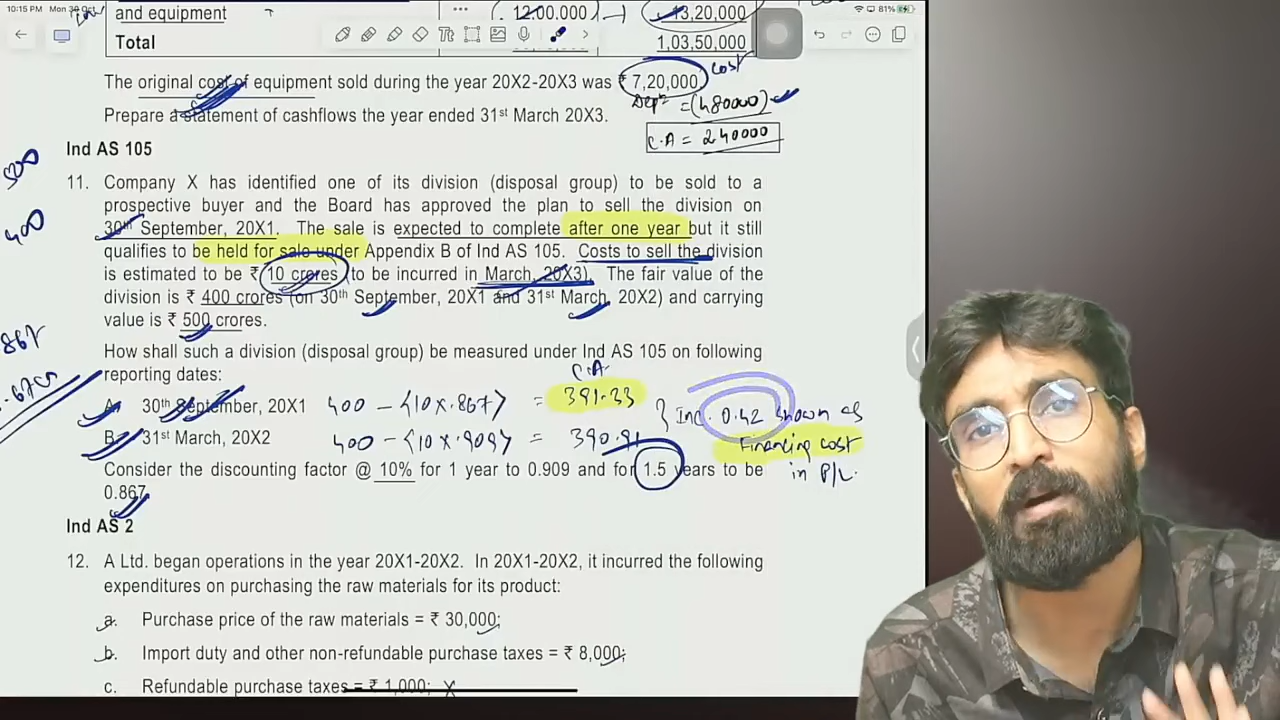 10:15 PM Mon 30 Oct
81%
and equipment 12,00,000 13,20,000
Total 1,03,50,000
The original cost of equipment sold during the year 20X2-20X3 was ₹ 7,20,000 cost
Depn = (480000)
Prepare a statement of cashflows the year ended 31st March 20X3.
C.A = 240000
Ind AS 105
500
400
11. Company X has identified one of its division (disposal group) to be sold to a
prospective buyer and the Board has approved the plan to sell the division on
30th September, 20X1. The sale is expected to complete after one year but it still
qualifies to be held for sale under Appendix B of Ind AS 105. Costs to sell the division
is estimated to be ₹ 10 crores (to be incurred in March, 20X3). The fair value of the
division is ₹ 400 crores (on 30th September, 20X1 and 31st March, 20X2) and carrying
value is ₹ 500 crores.
867
How shall such a division (disposal group) be measured under Ind AS 105 on following
reporting dates:
C.A.
A. 30th September, 20X1 400 - {10×.867} = 391.33
B. 31st March, 20X2 400 - {10×.909} = 390.91
} Inc. 0.42 shown as
Financing cost
in P/L.
Consider the discounting factor @ 10% for 1 year to 0.909 and for 1.5 years to be
0.867.
Ind AS 2
12. A Ltd. began operations in the year 20X1-20X2. In 20X1-20X2, it incurred the following
expenditures on purchasing the raw materials for its product:
a. Purchase price of the raw materials = ₹ 30,000;
b. Import duty and other non-refundable purchase taxes = ₹ 8,000;
c. Refundable purchase taxes = ₹ 1,000; X